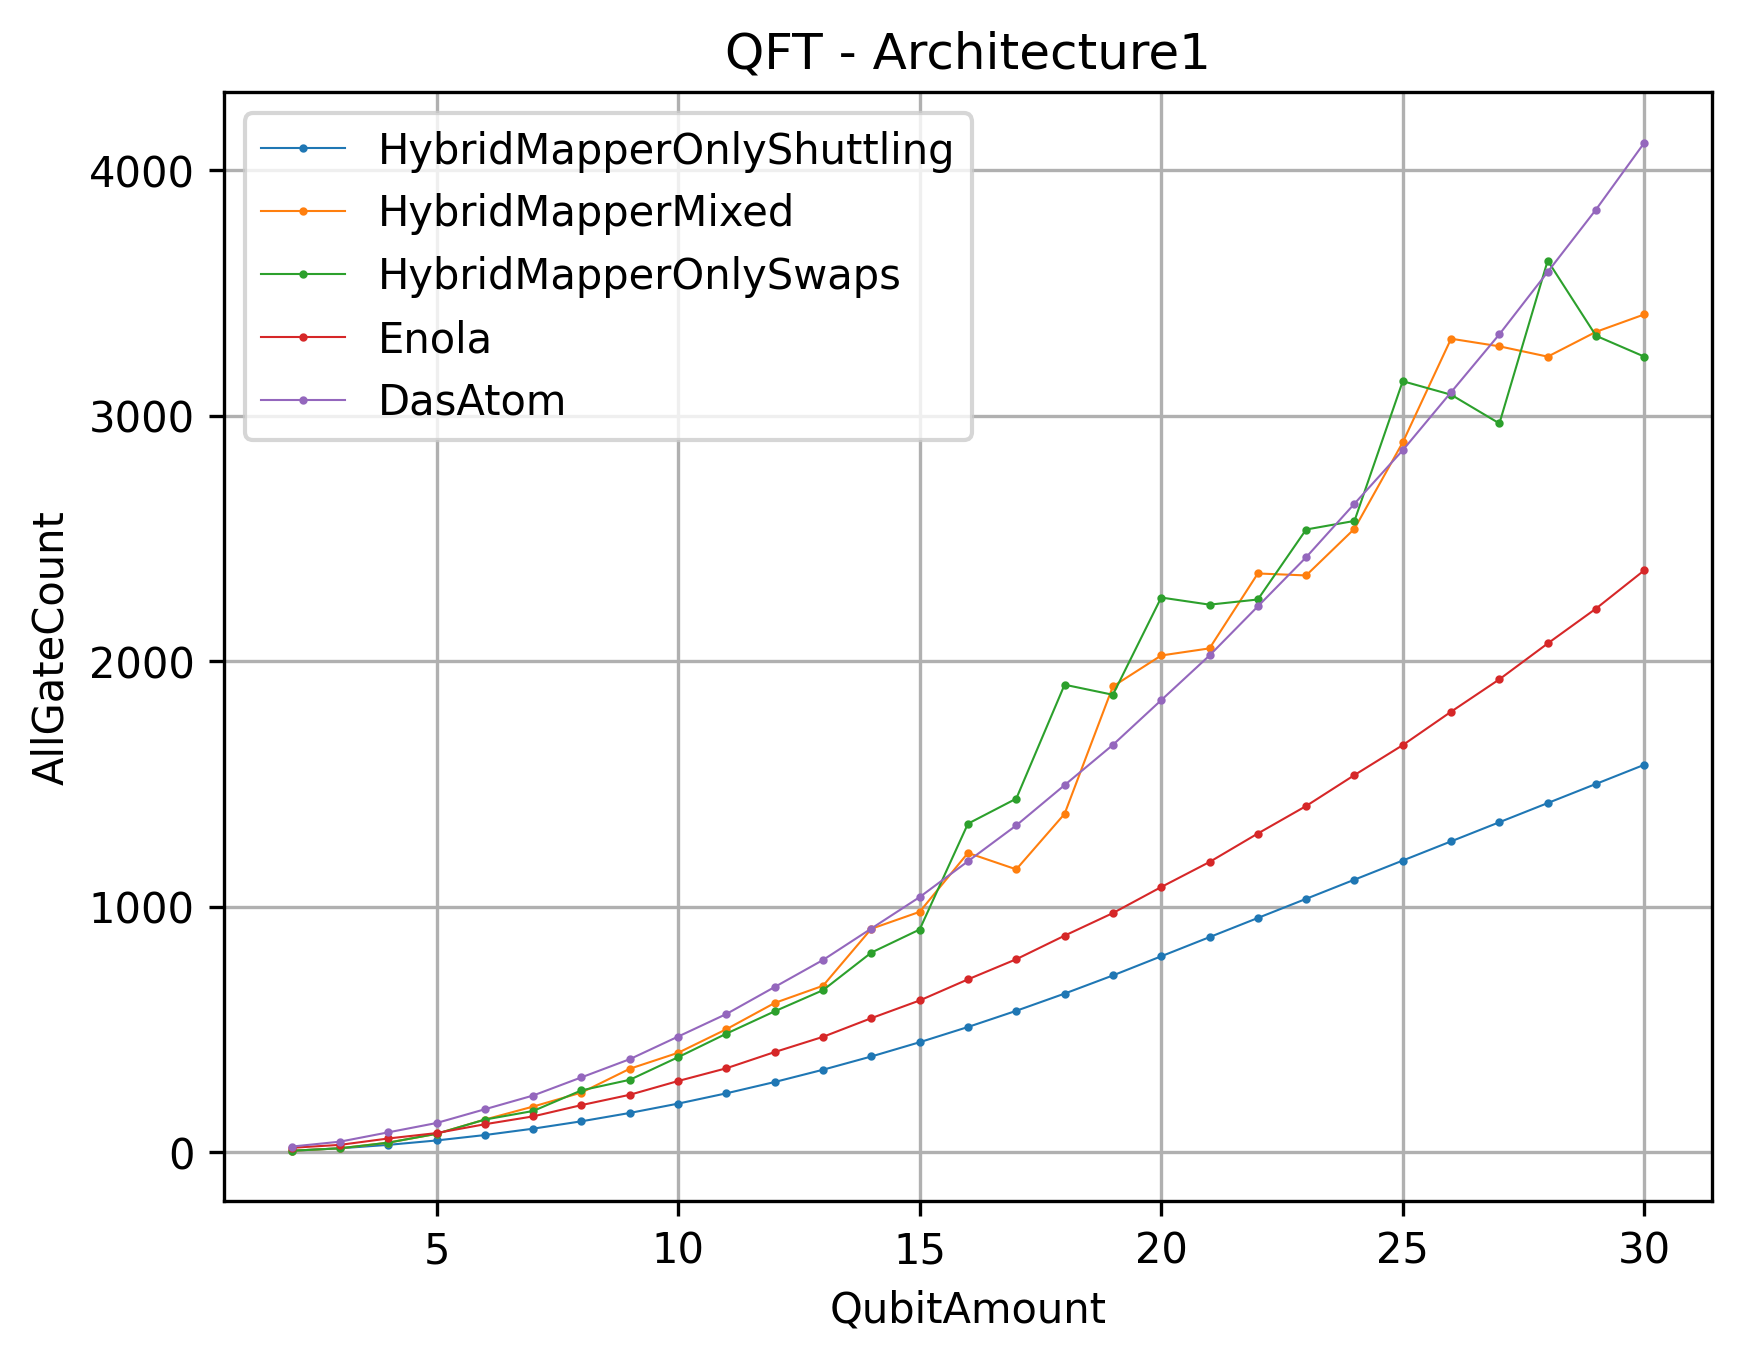 QFT - Architecture1
HybridMapperOnlyShuttling
HybridMapperMixed
HybridMapperOnlySwaps
Enola
DasAtom
AllGateCount
4000
3000
2000
1000
0
5 10 15 20 25 30
QubitAmount